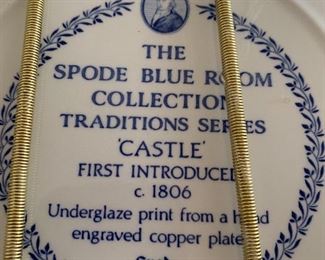 THE
SPODE BLUE ROOM
COLLECTION
TRADITIONS SERIES
'CASTLE'
FIRST INTRODUCED
c. 1806
Underglaze print from a hand
engraved copper plate